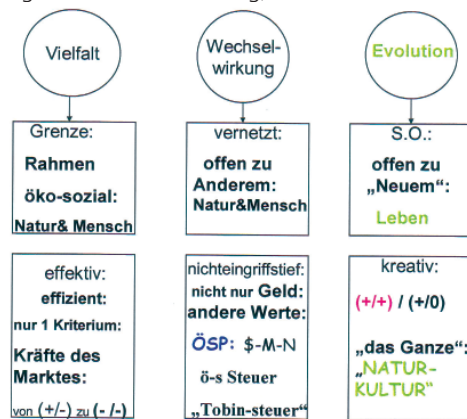 Vielfalt
Grenze:
Rahmen
öko-sozial:
Natur& Mensch
effektiv:
effizient:
nur 1 Kriterium:
Kräfte des
Marktes:
von (+/-) zu (- /-)
Wechsel-
wirkung
vernetzt:
offen zu
Anderem:
Natur&Mensch
nichteingriffstief:
nicht nur Geld:
andere Werte:
ÖSP: $-M-N
ö-s Steuer
„Tobin-steuer“
Evolution
S.O.:
offen zu
„Neuem“:
Leben
kreativ:
(+/+) / (+/0)
„das Ganze“:
„NATUR-
KULTUR“